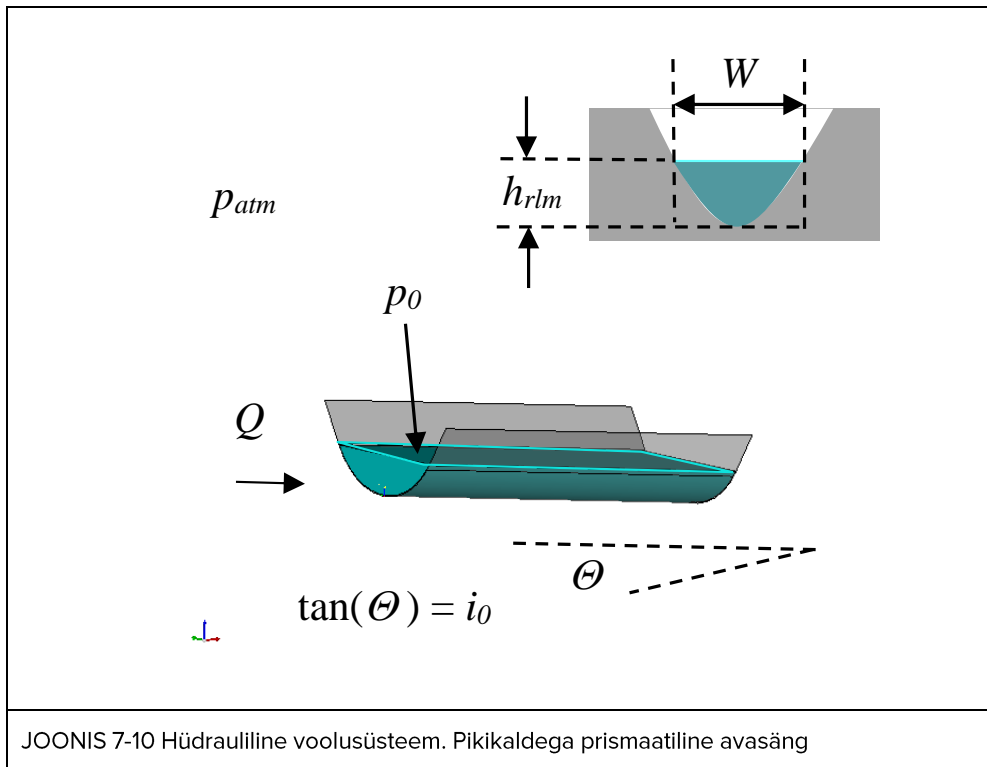 W
h_rlm
p_atm
p_0
Q
Θ
tan(Θ) = i_0
JOONIS 7-10 Hüdrauliline voolusüsteem. Pikikaldega prismaatiline avasäng